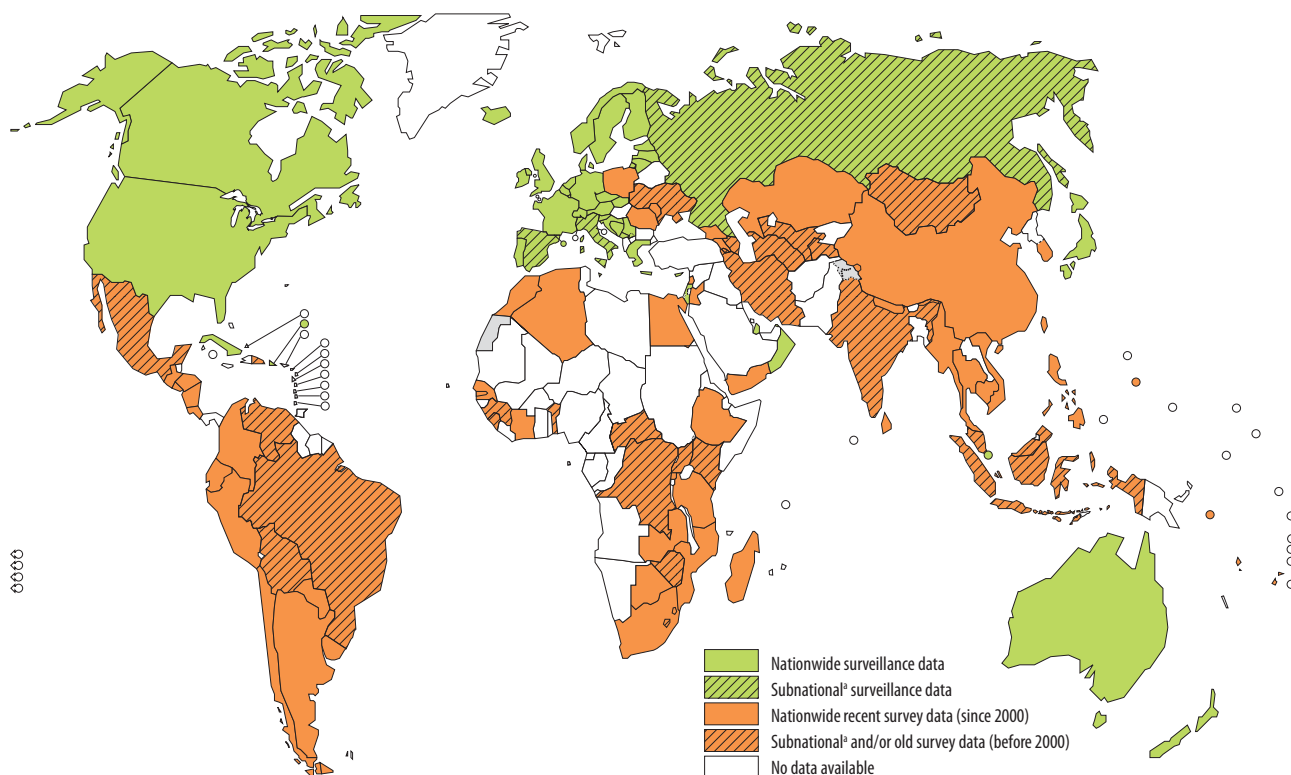 Nationwide surveillance data
Subnationalᵃ surveillance data
Nationwide recent survey data (since 2000)
Subnationalᵃ and/or old survey data (before 2000)
No data available